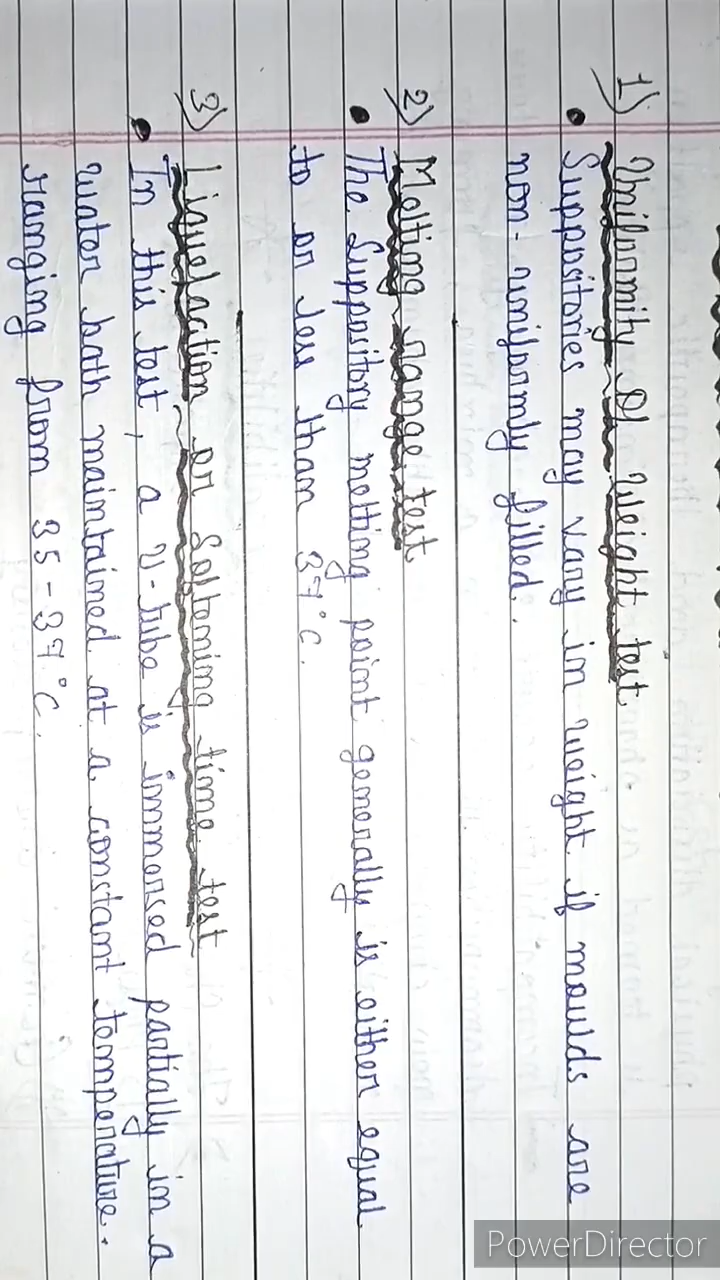 1) Uniformity of Weight test
• Suppositories may vary in weight if moulds are
non-uniformly filled.
2) Melting range test
• The Suppository melting point generally is either equal
to or less than 37°C.
3) Liquefaction or Softening time test
• In this test, a U-tube is immersed partially in a
water bath maintained at a constant temperature.
ranging from 35-37°C.
PowerDirector